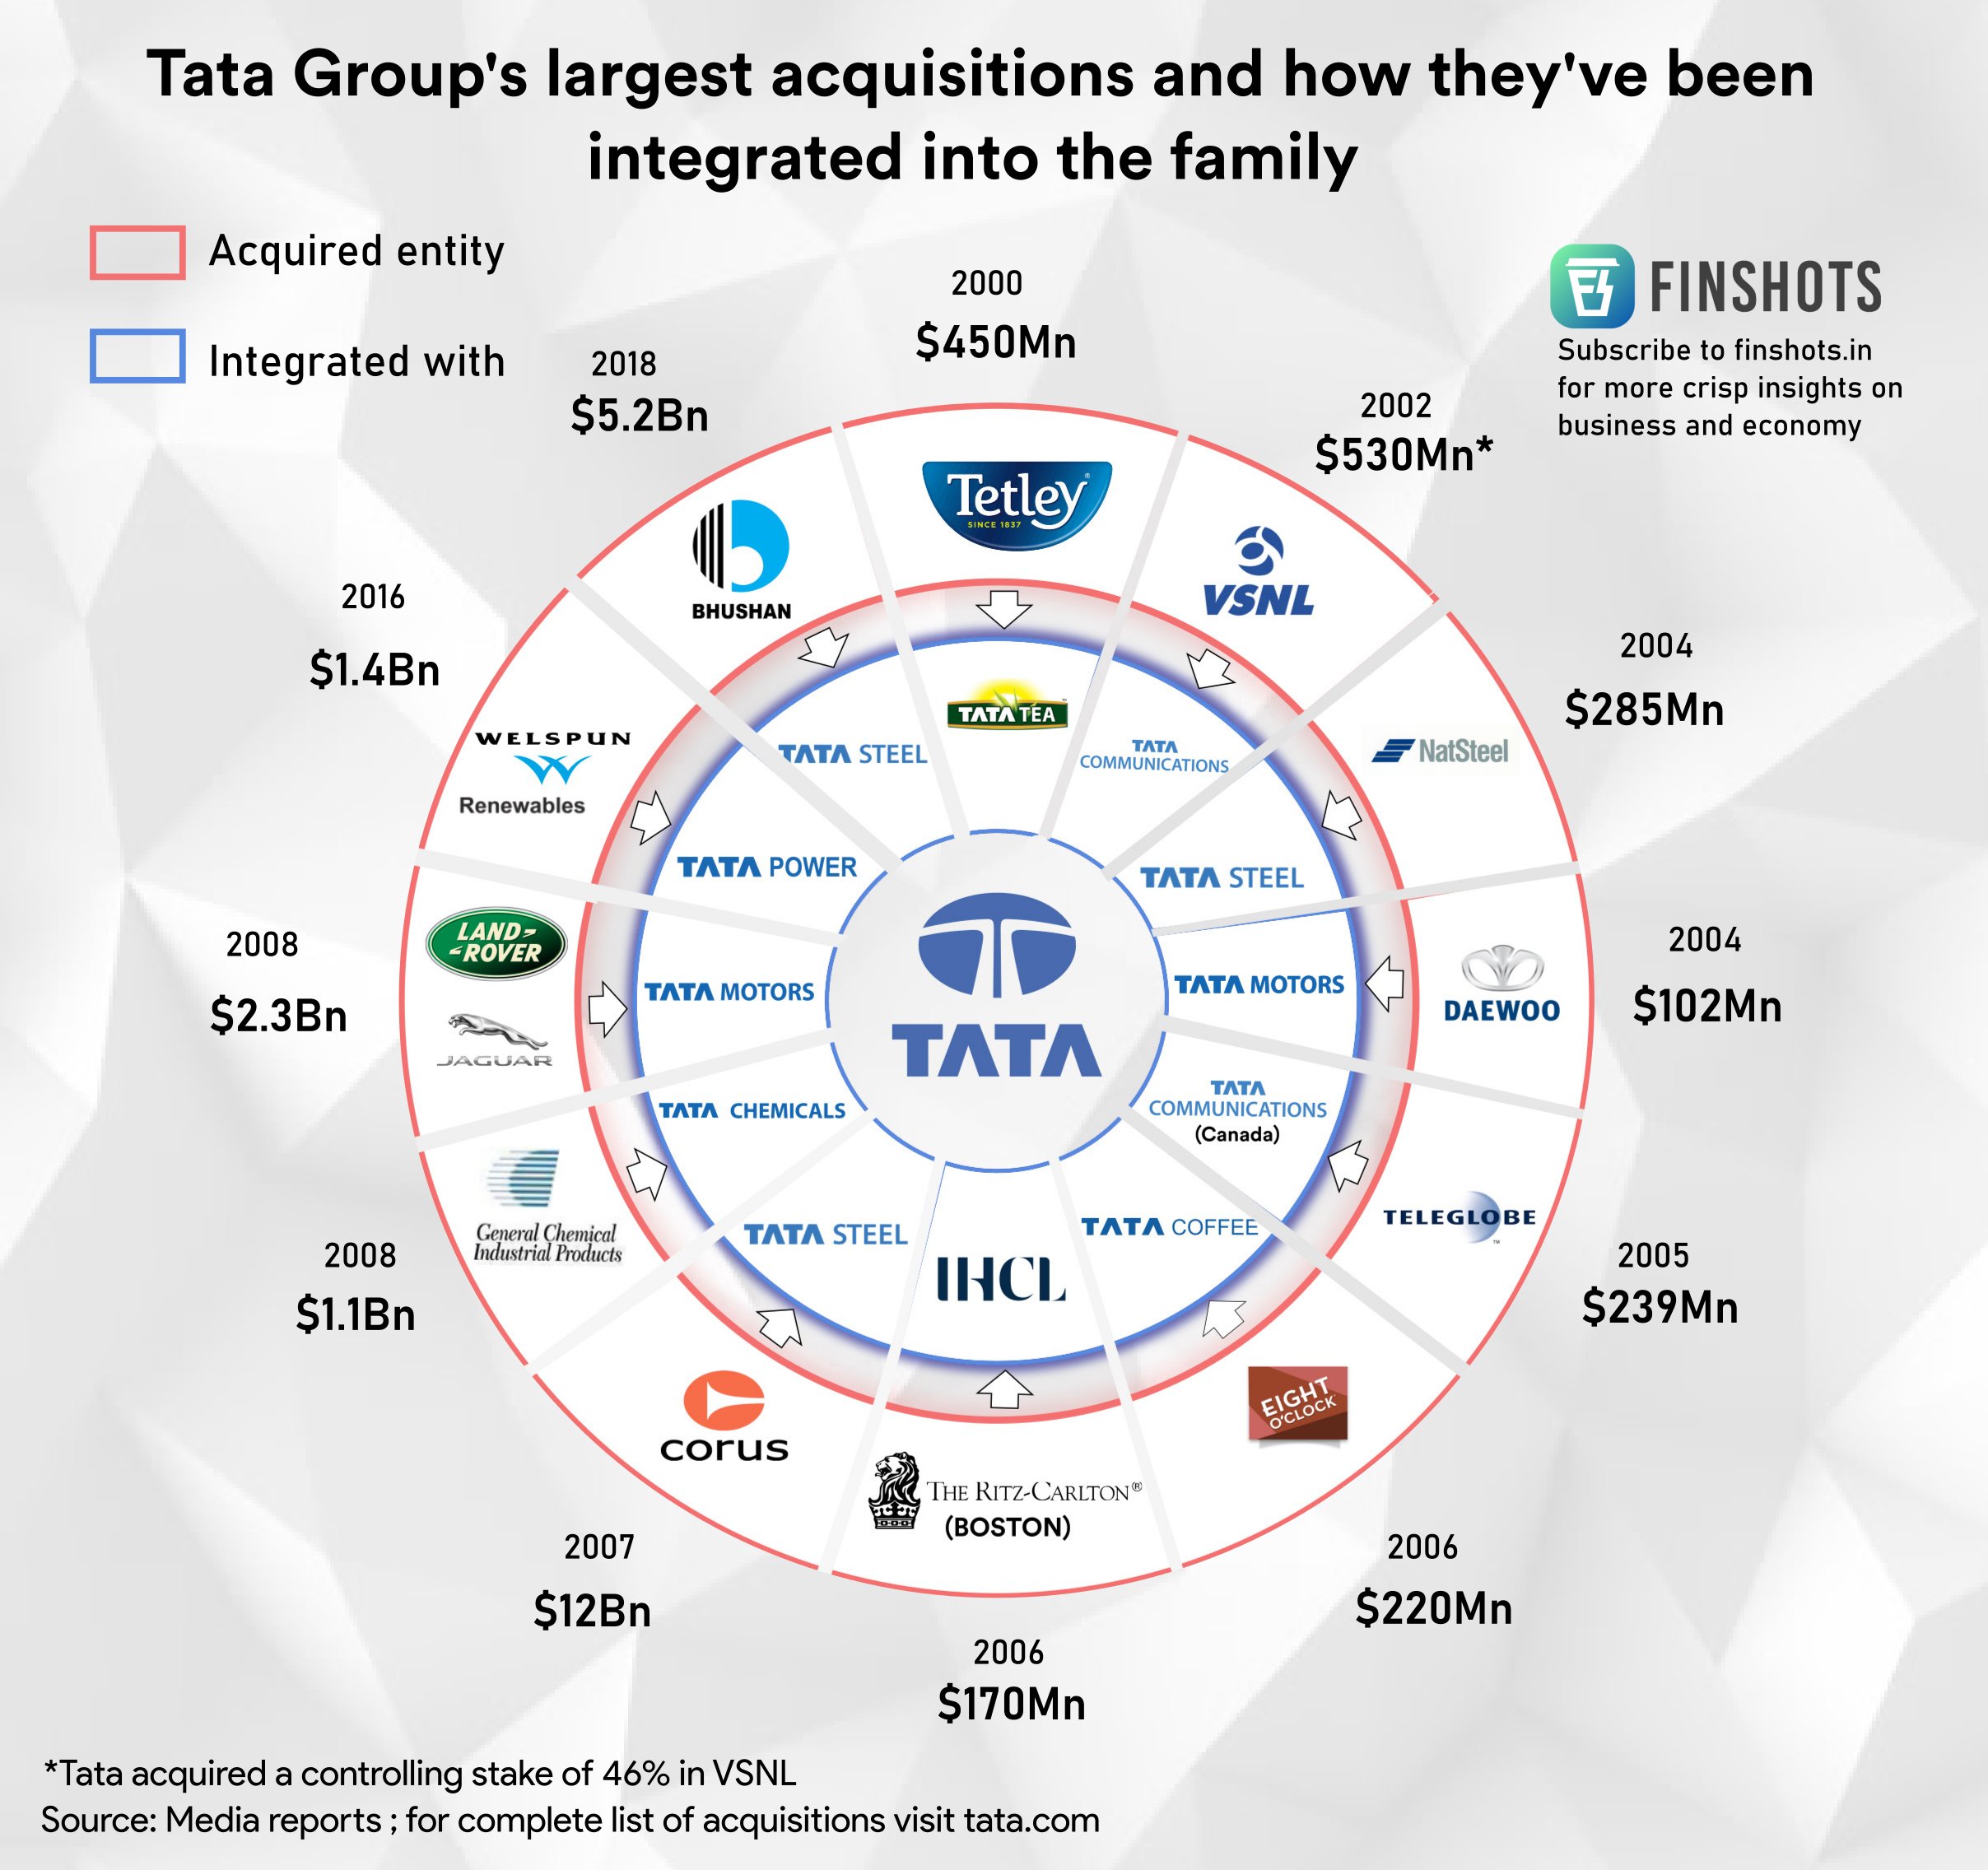 Tata Group's largest acquisitions and how they've been
integrated into the family
Acquired entity
Integrated with
FINSHOTS
Subscribe to finshots.in
for more crisp insights on
business and economy
2000
$450Mn
Tetley
SINCE 1837
TATA TEA
2002
$530Mn*
VSNL
TATA
COMMUNICATIONS
2004
$285Mn
NatSteel
TATA STEEL
2004
$102Mn
DAEWOO
TATA MOTORS
2005
$239Mn
TELEGLOBE
TM
TATA
COMMUNICATIONS
(Canada)
2006
$220Mn
EIGHT
O'CLOCK
TATA COFFEE
2006
$170Mn
THE RITZ-CARLTON®
(BOSTON)
IHCL
2007
$12Bn
corus
TATA STEEL
2008
$1.1Bn
General Chemical
Industrial Products
TATA CHEMICALS
2008
$2.3Bn
LAND-
-ROVER
JAGUAR
TATA MOTORS
2016
$1.4Bn
WELSPUN
Renewables
TATA POWER
2018
$5.2Bn
BHUSHAN
TATA STEEL
TATA
*Tata acquired a controlling stake of 46% in VSNL
Source: Media reports ; for complete list of acquisitions visit tata.com